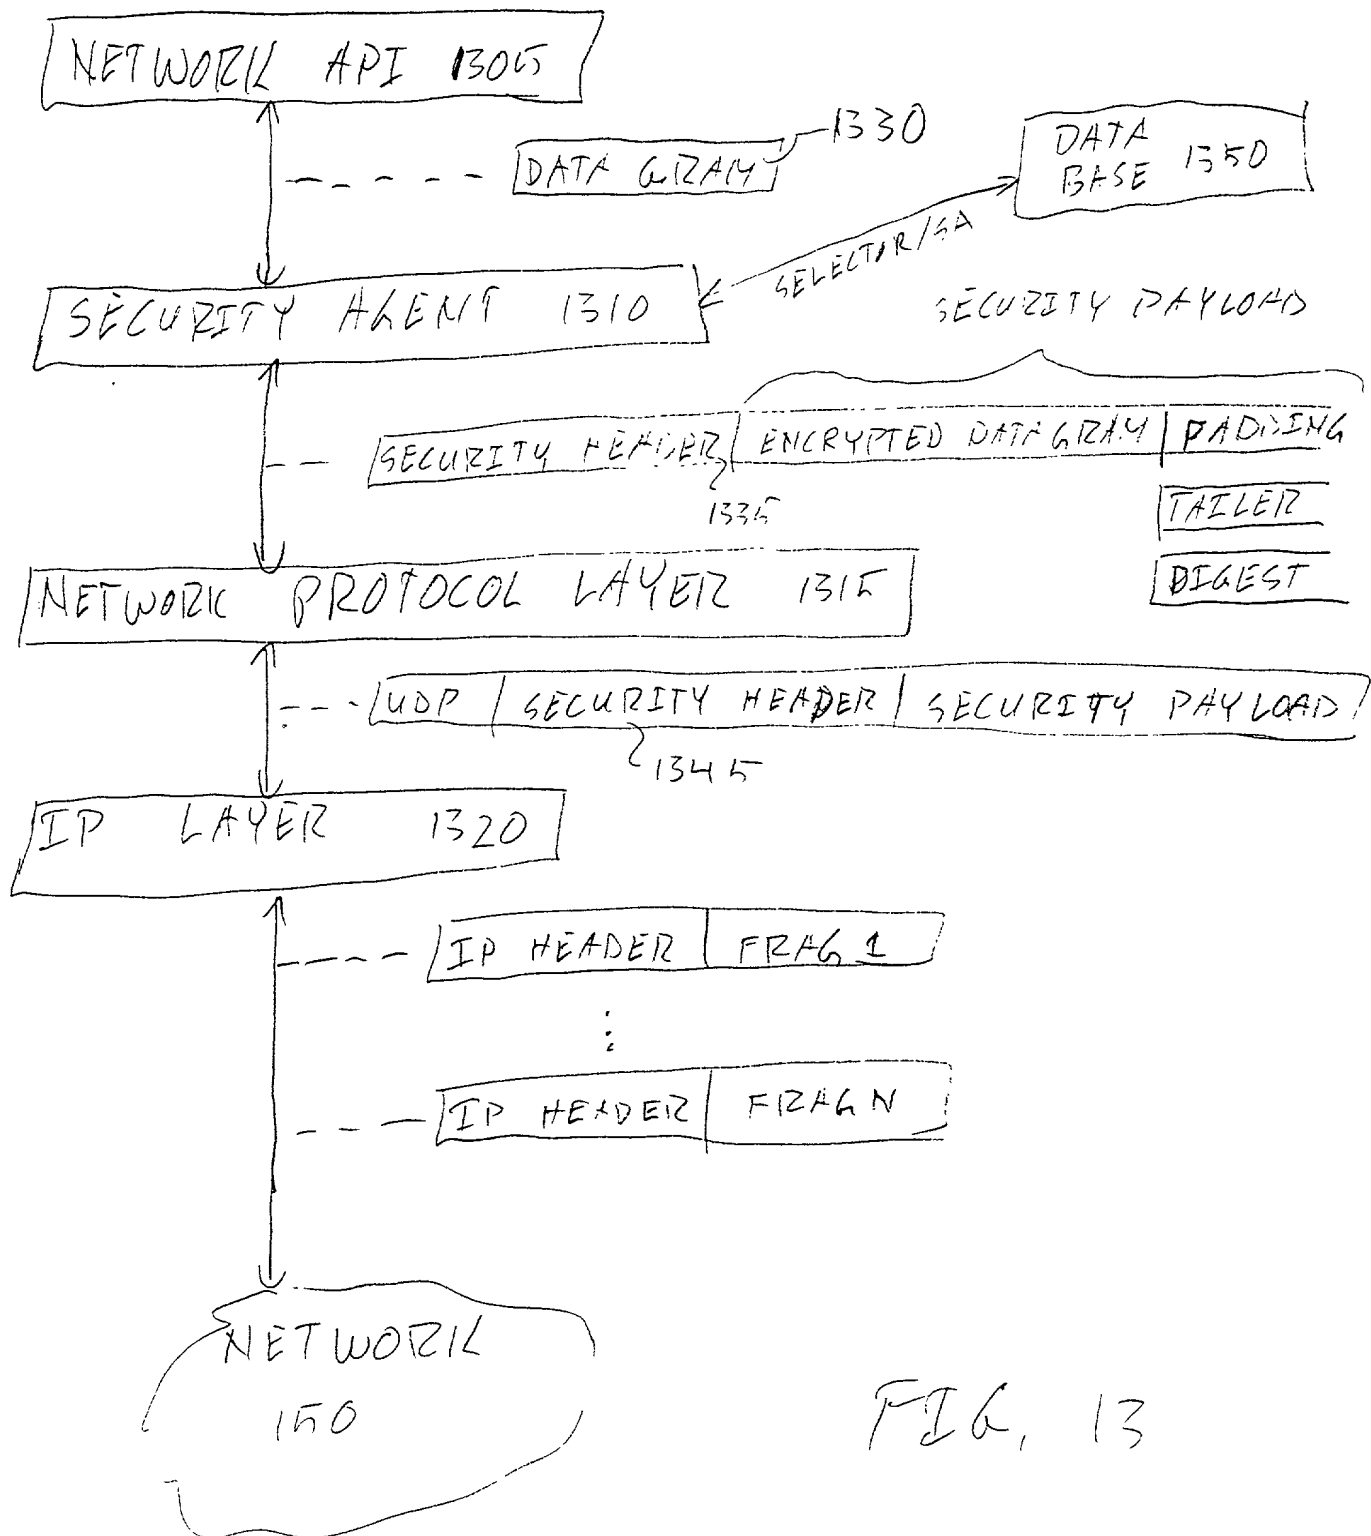 NETWORK API 1305
1330
DATA GRAM
DATA
BASE 1350
SELECTOR/SA
SECURITY AGENT 1310
SECURITY PAYLOAD
SECURITY HEADER ENCRYPTED DATA GRAM PADDING
1335
TAILER
DIGEST
NETWORK PROTOCOL LAYER 1315
UDP SECURITY HEADER SECURITY PAYLOAD
1345
IP LAYER 1320
IP HEADER FRAG 1
IP HEADER FRAG N
NETWORK
150
FIG. 13